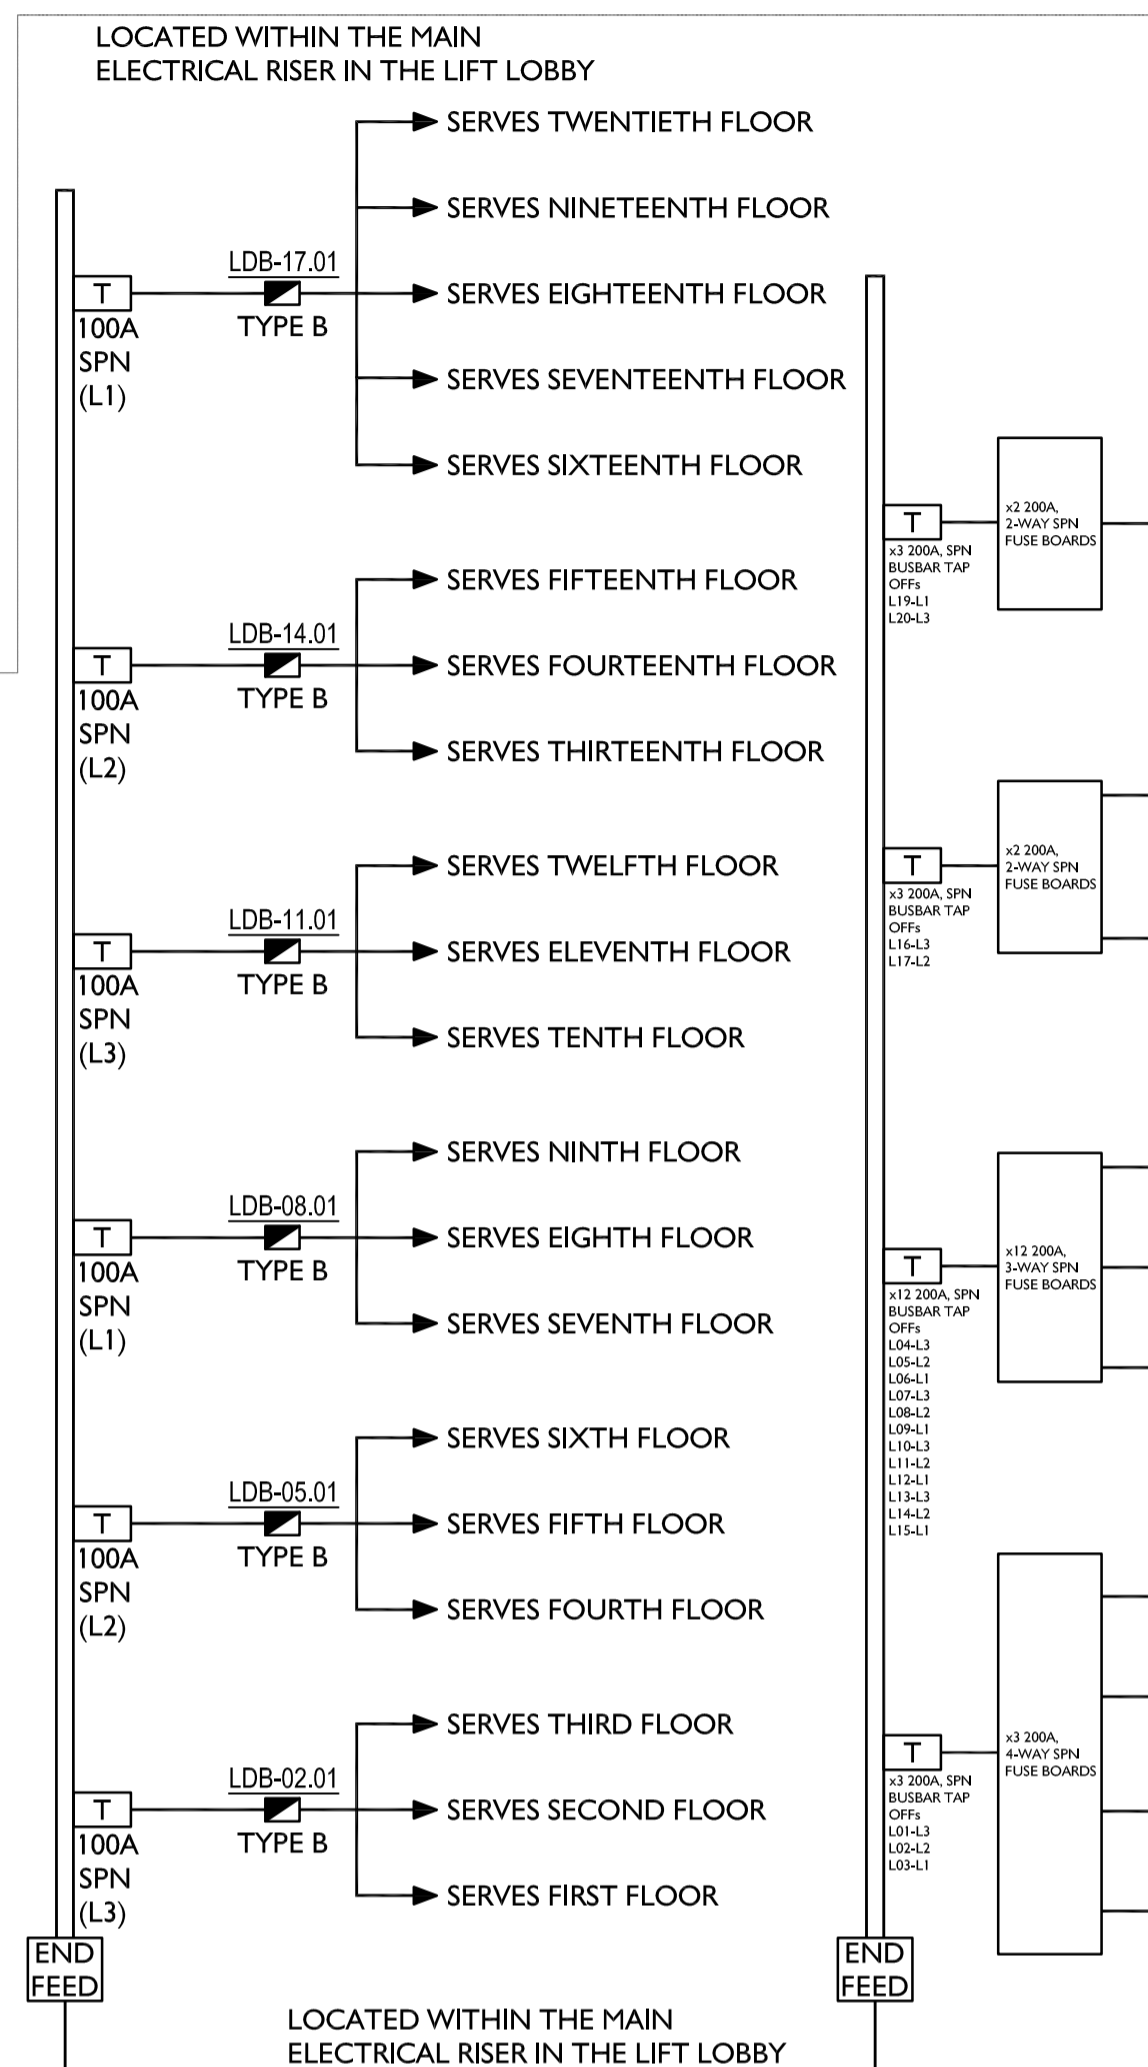 LOCATED WITHIN THE MAIN
ELECTRICAL RISER IN THE LIFT LOBBY
SERVES TWENTIETH FLOOR
SERVES NINETEENTH FLOOR
LDB-17.01
T
SERVES EIGHTEENTH FLOOR
100A
SPN
(L1)
TYPE B
SERVES SEVENTEENTH FLOOR
SERVES SIXTEENTH FLOOR
SERVES FIFTEENTH FLOOR
LDB-14.01
T
SERVES FOURTEENTH FLOOR
100A
SPN
(L2)
TYPE B
SERVES THIRTEENTH FLOOR
SERVES TWELFTH FLOOR
LDB-11.01
T
SERVES ELEVENTH FLOOR
100A
SPN
(L3)
TYPE B
SERVES TENTH FLOOR
SERVES NINTH FLOOR
LDB-08.01
T
SERVES EIGHTH FLOOR
100A
SPN
(L1)
TYPE B
SERVES SEVENTH FLOOR
SERVES SIXTH FLOOR
LDB-05.01
T
SERVES FIFTH FLOOR
100A
SPN
(L2)
TYPE B
SERVES FOURTH FLOOR
SERVES THIRD FLOOR
LDB-02.01
T
SERVES SECOND FLOOR
100A
SPN
(L3)
TYPE B
SERVES FIRST FLOOR
END
FEED
T
x3 200A, SPN
BUSBAR TAP
OFFs
L19-L1
L20-L3
x2 200A,
2-WAY SPN
FUSE BOARDS
T
x3 200A, SPN
BUSBAR TAP
OFFs
L16-L3
L17-L2
x2 200A,
2-WAY SPN
FUSE BOARDS
T
x12 200A, SPN
BUSBAR TAP
OFFs
L04-L3
L05-L2
L06-L1
L07-L3
L08-L2
L09-L1
L10-L3
L11-L2
L12-L1
L13-L3
L14-L2
L15-L1
x12 200A,
3-WAY SPN
FUSE BOARDS
T
x3 200A, SPN
BUSBAR TAP
OFFs
L01-L3
L02-L2
L03-L1
x3 200A,
4-WAY SPN
FUSE BOARDS
END
FEED
LOCATED WITHIN THE MAIN
ELECTRICAL RISER IN THE LIFT LOBBY